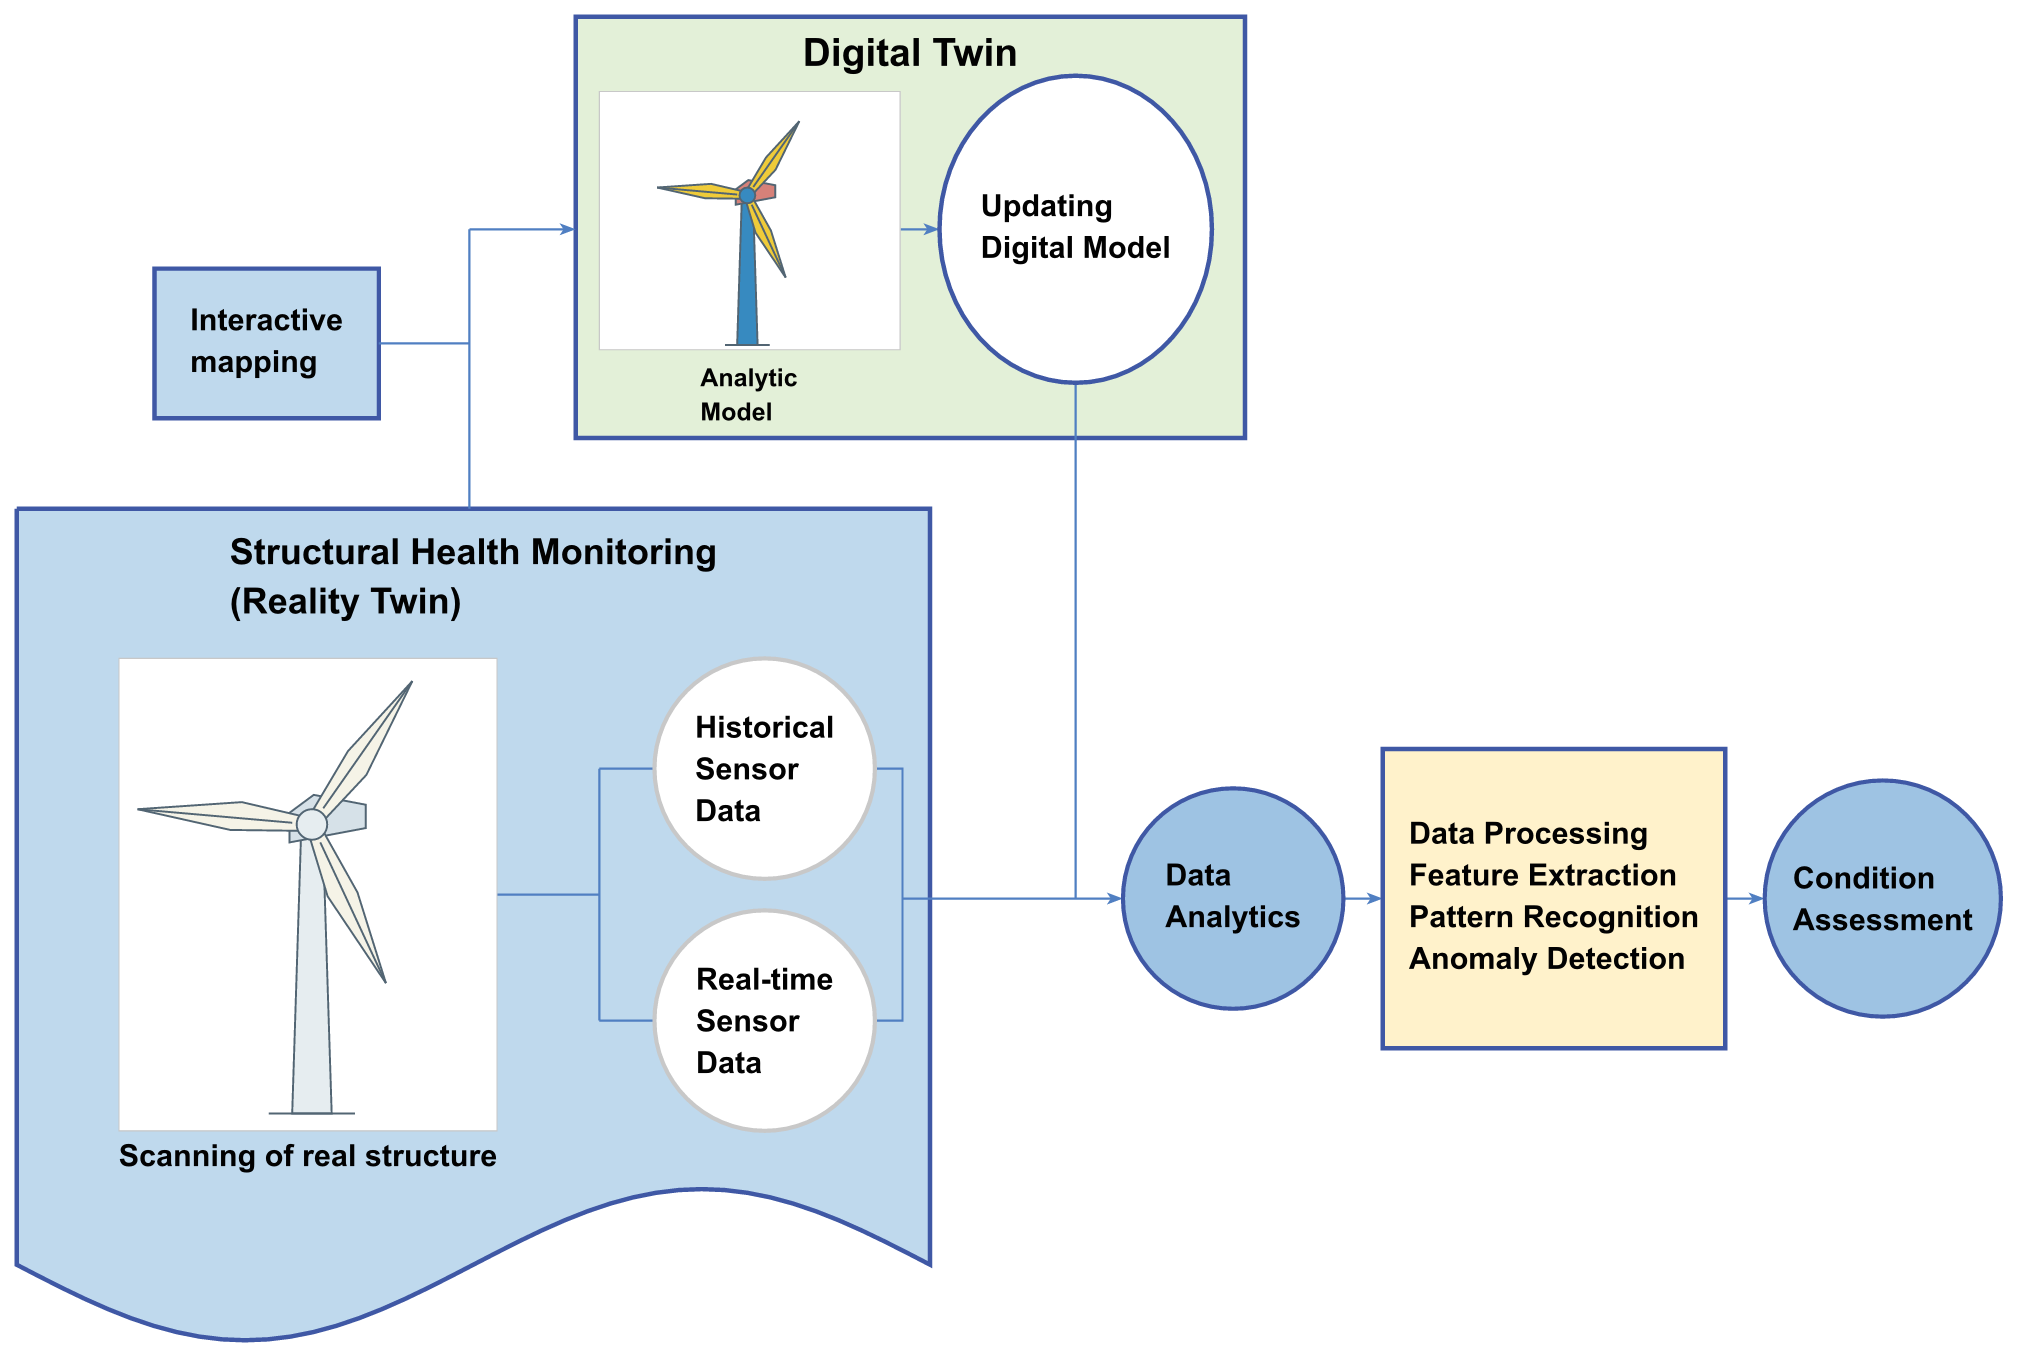 Digital Twin
Updating
Digital Model
Analytic
Model
Interactive
mapping
Structural Health Monitoring
(Reality Twin)
Scanning of real structure
Historical
Sensor
Data
Real-time
Sensor
Data
Data
Analytics
Data Processing
Feature Extraction
Pattern Recognition
Anomaly Detection
Condition
Assessment